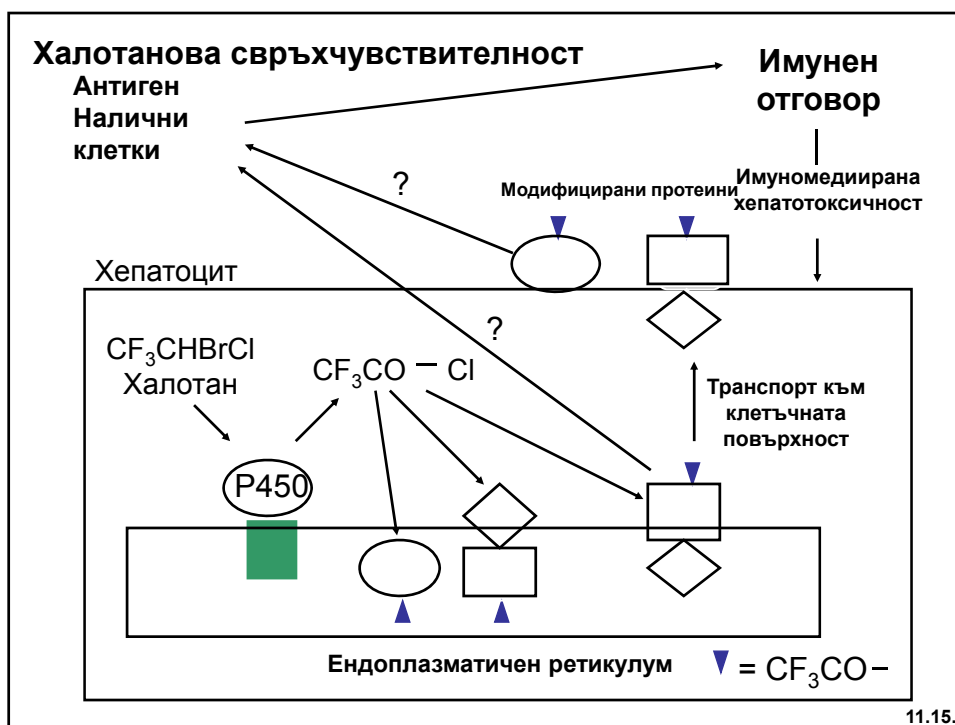 Халотанова свръхчувствителност
Антиген
Налични
клетки
Имунен
отговор
?
Модифицирани протеини
Имуномедиирана
хепатотоксичност
Хепатоцит
?
CF₃CHBrCl
Халотан
CF₃CO – Cl
Транспорт към
клетъчната
повърхност
P450
Ендоплазматичен ретикулум
= CF₃CO –
11.15.